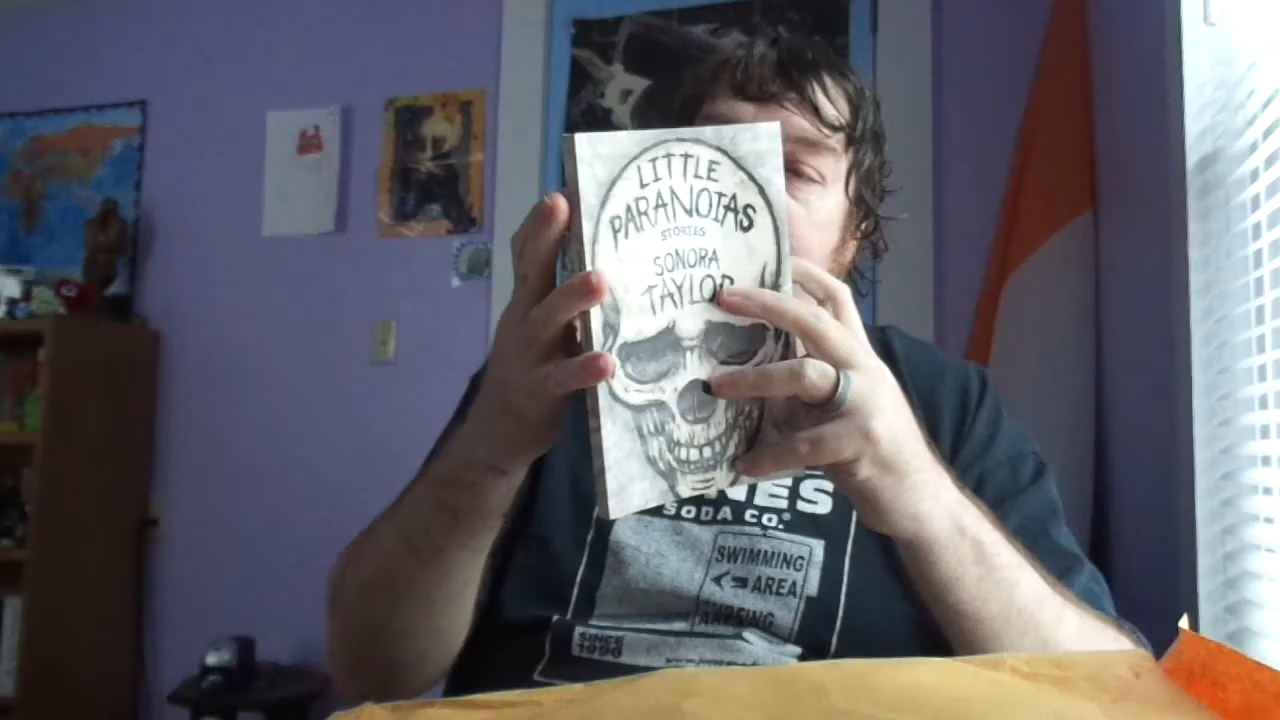 LITTLE
PARANOIAS
STORIES
SONORA
TAYLOR
SODA CO.®
SWIMMING
AREA
SINCE
1996